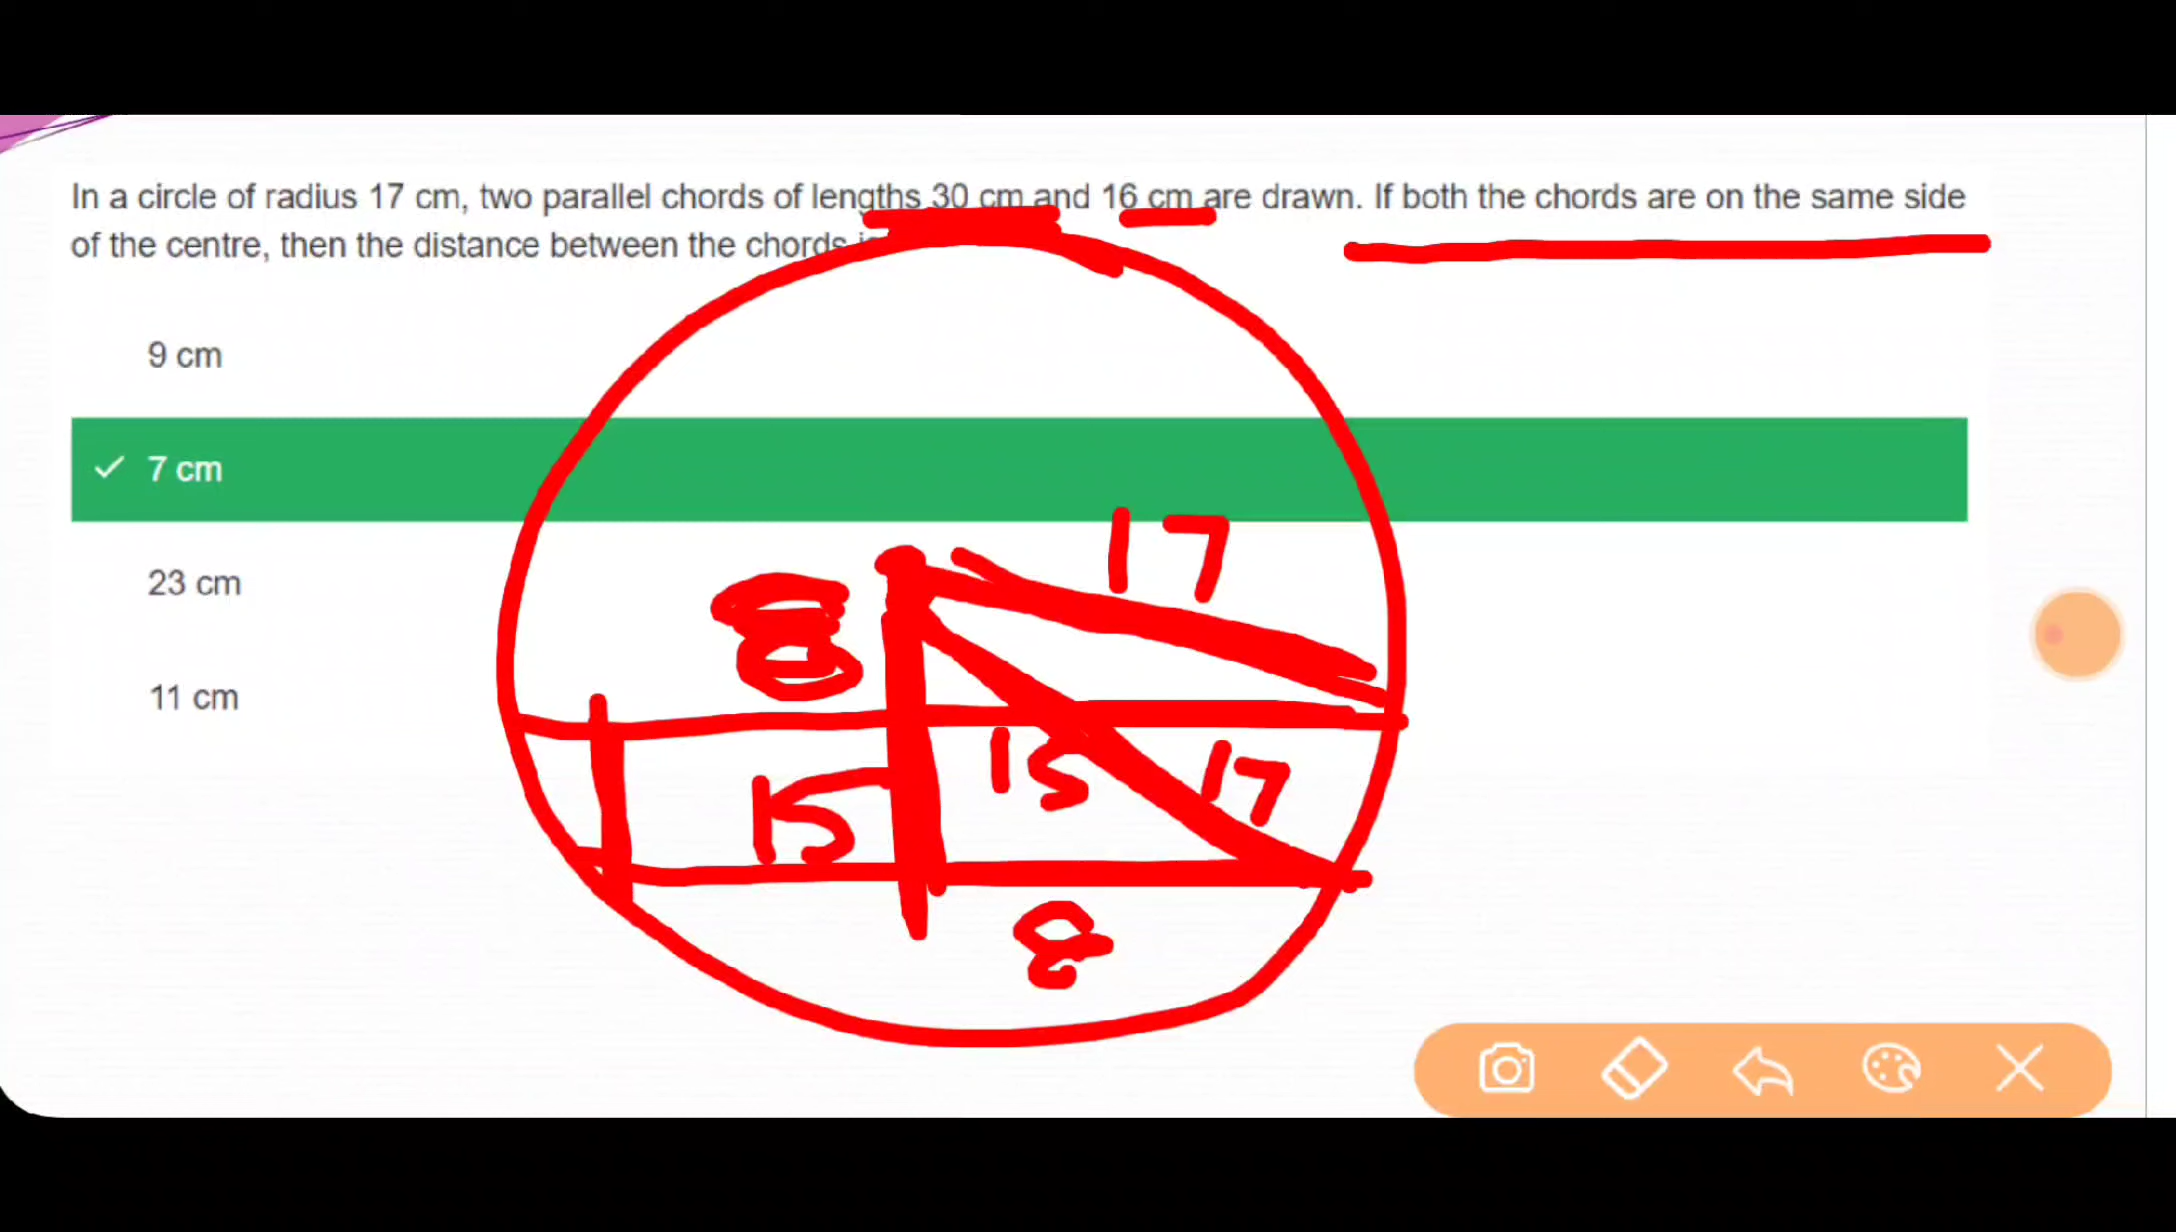 In a circle of radius 17 cm, two parallel chords of lengths 30 cm and 16 cm are drawn. If both the chords are on the same side
of the centre, then the distance between the chords
9 cm
7 cm
23 cm
11 cm
17
8
15
15
17
8